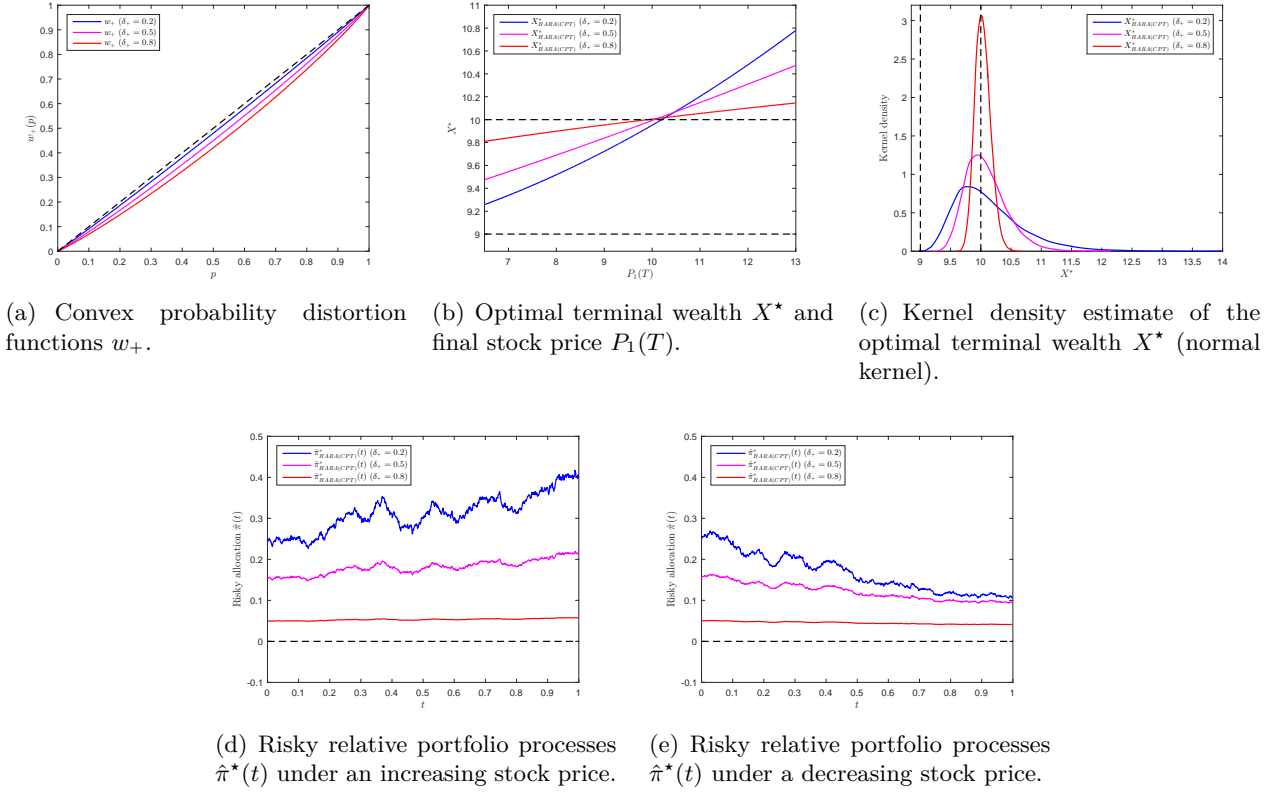 w₊ (δ₊ = 0.2)
w₊ (δ₊ = 0.5)
w₊ (δ₊ = 0.8)
1
0.9
0.8
0.7
0.6
0.5
0.4
0.3
0.2
0.1
0
w₊(p)
0 0.1 0.2 0.3 0.4 0.5 0.6 0.7 0.8 0.9 1
p
(a) Convex probability distortion
functions w₊.
X*HARA(CPT) (δ₊ = 0.2)
X*HARA(CPT) (δ₊ = 0.5)
X*HARA(CPT) (δ₊ = 0.8)
11
10.8
10.6
10.4
10.2
10
9.8
9.6
9.4
9.2
9
X*
7 8 9 10 11 12 13
P₁(T)
(b) Optimal terminal wealth X★ and
final stock price P₁(T).
X*HARA(CPT) (δ₊ = 0.2)
X*HARA(CPT) (δ₊ = 0.5)
X*HARA(CPT) (δ₊ = 0.8)
3
2.5
2
1.5
1
0.5
0
Kernel density
9 9.5 10 10.5 11 11.5 12 12.5 13 13.5 14
X*
(c) Kernel density estimate of the
optimal terminal wealth X★ (normal
kernel).
π̂*HARA(CPT)(t) (δ₊ = 0.2)
π̂*HARA(CPT)(t) (δ₊ = 0.5)
π̂*HARA(CPT)(t) (δ₊ = 0.8)
0.5
0.4
0.3
0.2
0.1
0
-0.1
Risky allocation π̂(t)
0 0.1 0.2 0.3 0.4 0.5 0.6 0.7 0.8 0.9 1
t
(d) Risky relative portfolio processes
π̂★(t) under an increasing stock price.
π̂*HARA(CPT)(t) (δ₊ = 0.2)
π̂*HARA(CPT)(t) (δ₊ = 0.5)
π̂*HARA(CPT)(t) (δ₊ = 0.8)
0.5
0.4
0.3
0.2
0.1
0
-0.1
Risky allocation π̂(t)
0 0.1 0.2 0.3 0.4 0.5 0.6 0.7 0.8 0.9 1
t
(e) Risky relative portfolio processes
π̂★(t) under a decreasing stock price.